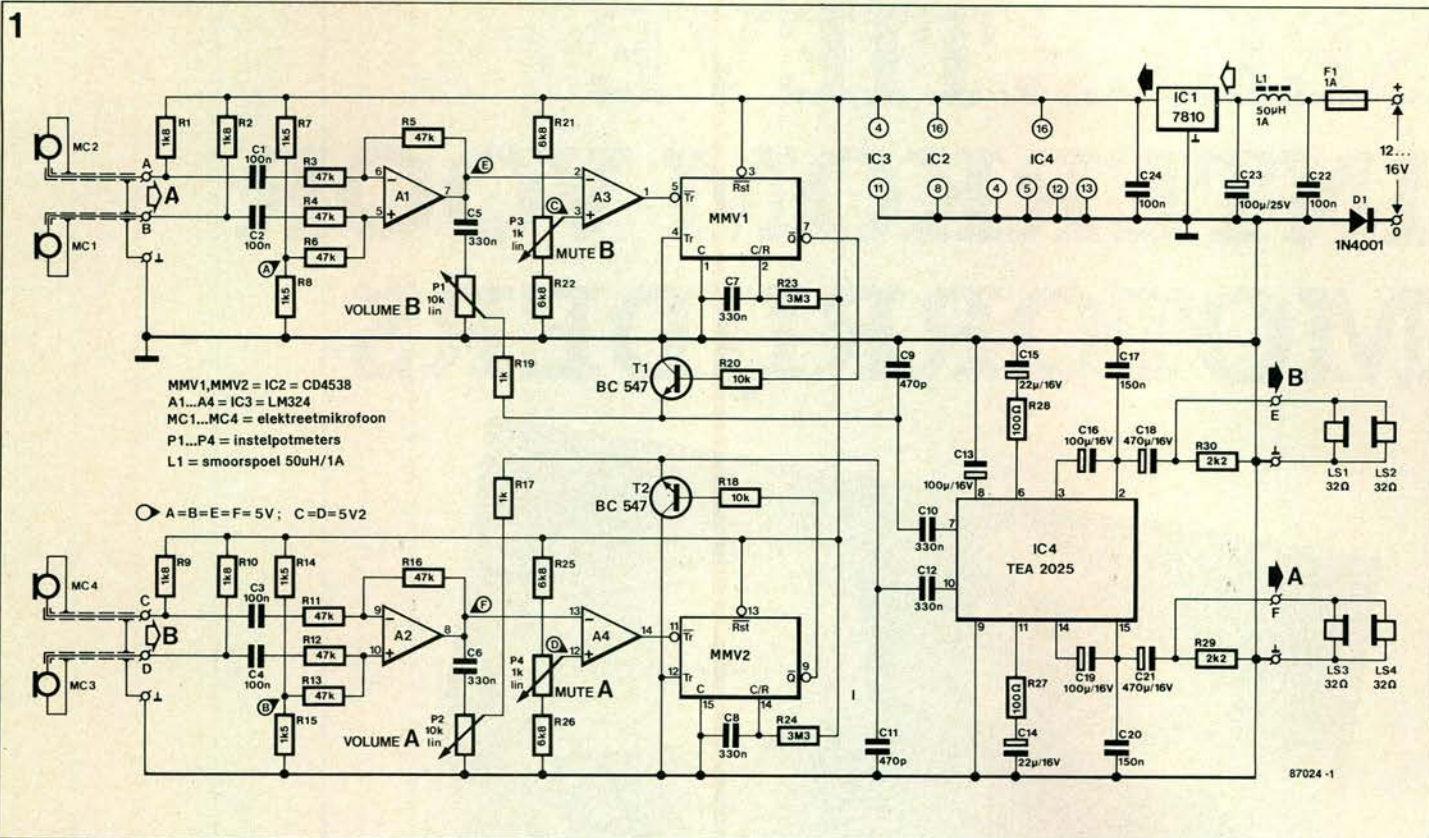 1
MC2
MC1
A
B
A
R1
1k8
R2
1k8
R7
1k5
C1
100n
C2
100n
R3
47k
R4
47k
R6
47k
A
R8
1k5
R5
47k
6
5
A1
7
E
C5
330n
P1
10k
lin
VOLUME B
R21
6k8
P3
1k
lin
C
MUTE B
R22
6k8
2
3
A3
1
5
Tr
4
Tr
3
Rst
MMV1
Q
7
C
C/R
1
2
C7
330n
R23
3M3
4
16
16
IC3
IC2
IC4
11
8
4
5
12
13
C24
100n
IC1
7810
C23
100µ/25V
L1
50µH
1A
C22
100n
F1
1A
+
12...
16V
D1
1N4001
0
R19
1k
T1
BC 547
R20
10k
C9
470p
C15
22µ/16V
R28
100Ω
C17
150n
C16
100µ/16V
C18
470µ/16V
R30
2k2
B
E
LS1
32Ω
LS2
32Ω
MMV1,MMV2 = IC2 = CD4538
A1...A4 = IC3 = LM324
MC1...MC4 = elektreetmikrofoon
P1...P4 = instelpotmeters
L1 = smoorspoel 50uH/1A
A=B=E=F= 5V ; C=D=5V2
R17
1k
T2
BC 547
R18
10k
C13
100µ/16V
8
6
3
2
C10
330n
7
C12
330n
10
IC4
TEA 2025
9
11
14
15
MC4
MC3
C
B
D
R9
1k8
R10
1k8
R14
1k5
C3
100n
C4
100n
R11
47k
R12
47k
R13
47k
B
R15
1k5
R16
47k
9
10
A2
8
F
C6
330n
P2
10k
lin
VOLUME A
R25
6k8
P4
1k
lin
D
MUTE A
R26
6k8
13
12
A4
14
11
Tr
12
Tr
13
Rst
MMV2
Q
9
C
C/R
15
14
C8
330n
R24
3M3
C11
470p
R27
100Ω
C14
22µ/16V
C19
100µ/16V
C21
470µ/16V
C20
150n
R29
2k2
A
F
LS3
32Ω
LS4
32Ω
87024 -1